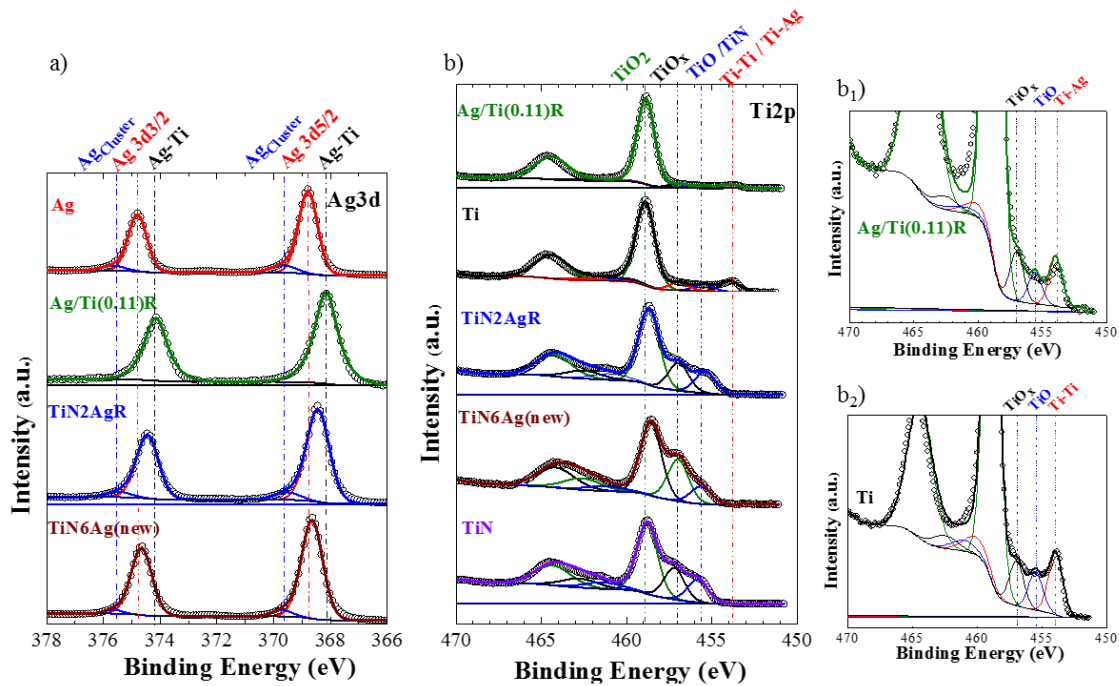 a)
Ag_Cluster
Ag 3d3/2
Ag-Ti
Ag_Cluster
Ag 3d5/2
Ag-Ti
Ag3d
Ag
Ag/Ti(0.11)R
TiN2AgR
TiN6Ag(new)
Intensity (a.u.)
378 375 372 369 366
Binding Energy (eV)
b)
TiO₂
TiOₓ
TiO /TiN
Ti-Ti / Ti-Ag
Ti2p
Ag/Ti(0.11)R
Ti
TiN2AgR
TiN6Ag(new)
TiN
Intensity (a.u.)
470 465 460 455 450
Binding Energy (eV)
b₁)
TiOₓ
TiO
Ti-Ag
Ag/Ti(0.11)R
Intensity (a.u.)
470 465 460 455 450
Binding Energy (eV)
b₂)
TiOₓ
TiO
Ti-Ti
Ti
Intensity (a.u.)
470 465 460 455 450
Binding Energy (eV)